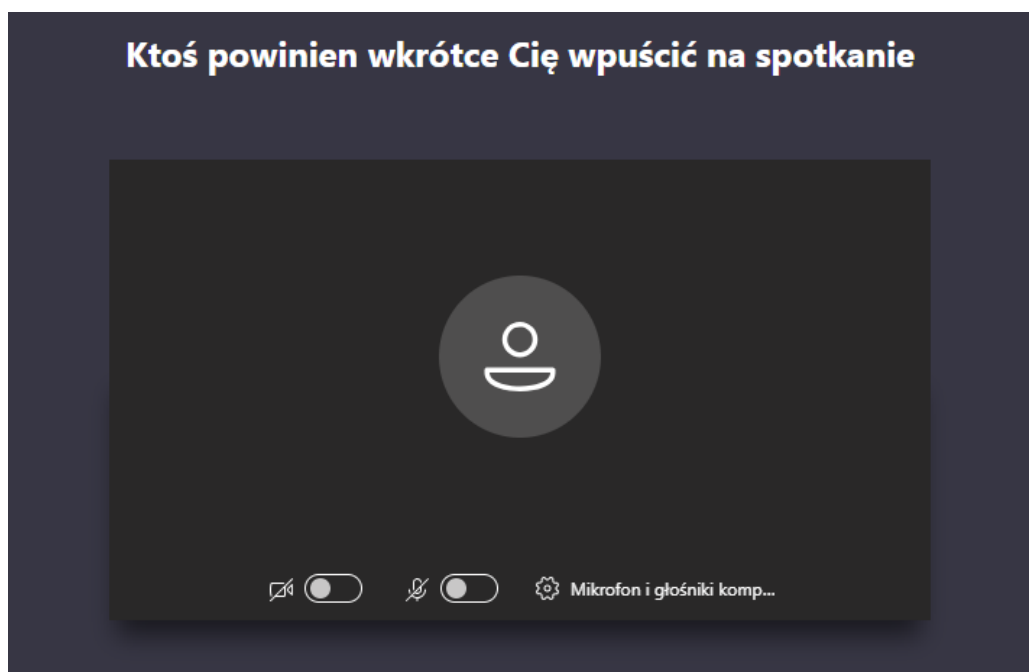 Ktoś powinien wkrótce Cię wpuścić na spotkanie
Mikrofon i głośniki komp...